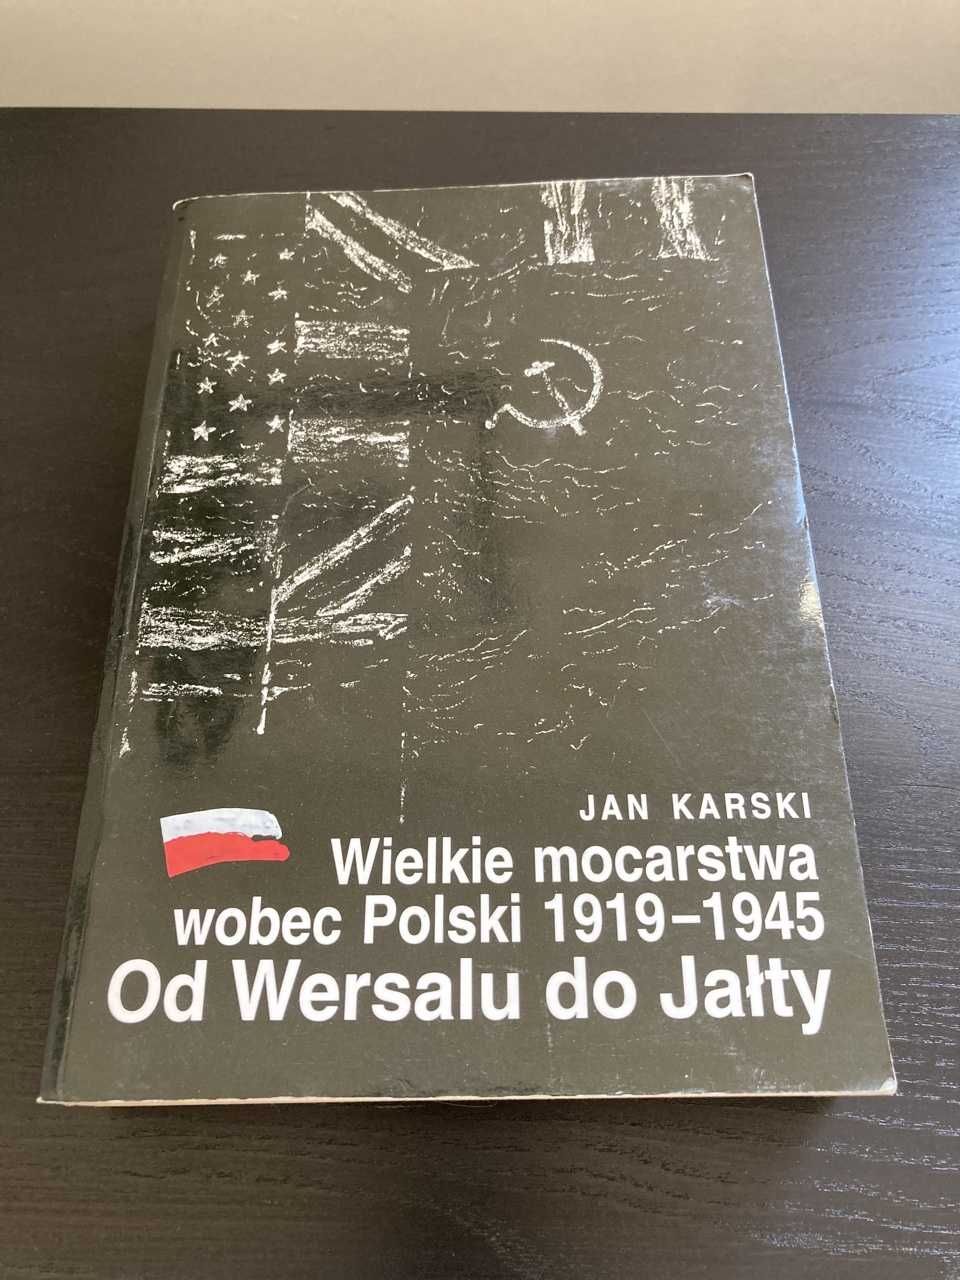 JAN KARSKI
Wielkie mocarstwa
wobec Polski 1919–1945
Od Wersalu do Jałty